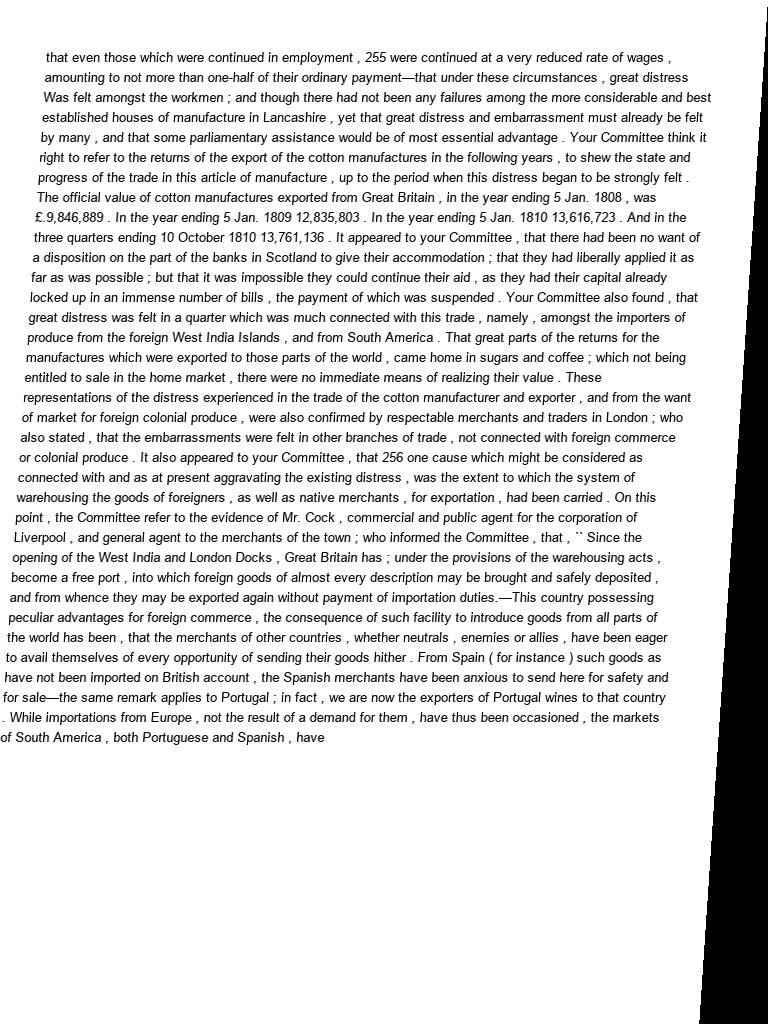 that even those which were continued in employment , 255 were continued at a very reduced rate of wages ,
amounting to not more than one-half of their ordinary payment—that under these circumstances , great distress
Was felt amongst the workmen ; and though there had not been any failures among the more considerable and best
established houses of manufacture in Lancashire , yet that great distress and embarrassment must already be felt
by many , and that some parliamentary assistance would be of most essential advantage . Your Committee think it
right to refer to the returns of the export of the cotton manufactures in the following years , to shew the state and
progress of the trade in this article of manufacture , up to the period when this distress began to be strongly felt .
The official value of cotton manufactures exported from Great Britain , in the year ending 5 Jan. 1808 , was
£.9,846,889 . In the year ending 5 Jan. 1809 12,835,803 . In the year ending 5 Jan. 1810 13,616,723 . And in the
three quarters ending 10 October 1810 13,761,136 . It appeared to your Committee , that there had been no want of
a disposition on the part of the banks in Scotland to give their accommodation ; that they had liberally applied it as
far as was possible ; but that it was impossible they could continue their aid , as they had their capital already
locked up in an immense number of bills , the payment of which was suspended . Your Committee also found , that
great distress was felt in a quarter which was much connected with this trade , namely , amongst the importers of
produce from the foreign West India Islands , and from South America . That great parts of the returns for the
manufactures which were exported to those parts of the world , came home in sugars and coffee ; which not being
entitled to sale in the home market , there were no immediate means of realizing their value . These
representations of the distress experienced in the trade of the cotton manufacturer and exporter , and from the want
of market for foreign colonial produce , were also confirmed by respectable merchants and traders in London ; who
also stated , that the embarrassments were felt in other branches of trade , not connected with foreign commerce
or colonial produce . It also appeared to your Committee , that 256 one cause which might be considered as
connected with and as at present aggravating the existing distress , was the extent to which the system of
warehousing the goods of foreigners , as well as native merchants , for exportation , had been carried . On this
point , the Committee refer to the evidence of Mr. Cock , commercial and public agent for the corporation of
Liverpool , and general agent to the merchants of the town ; who informed the Committee , that , `` Since the
opening of the West India and London Docks , Great Britain has ; under the provisions of the warehousing acts ,
become a free port , into which foreign goods of almost every description may be brought and safely deposited ,
and from whence they may be exported again without payment of importation duties.—This country possessing
peculiar advantages for foreign commerce , the consequence of such facility to introduce goods from all parts of
the world has been , that the merchants of other countries , whether neutrals , enemies or allies , have been eager
to avail themselves of every opportunity of sending their goods hither . From Spain ( for instance ) such goods as
have not been imported on British account , the Spanish merchants have been anxious to send here for safety and
for sale—the same remark applies to Portugal ; in fact , we are now the exporters of Portugal wines to that country
. While importations from Europe , not the result of a demand for them , have thus been occasioned , the markets
of South America , both Portuguese and Spanish , have